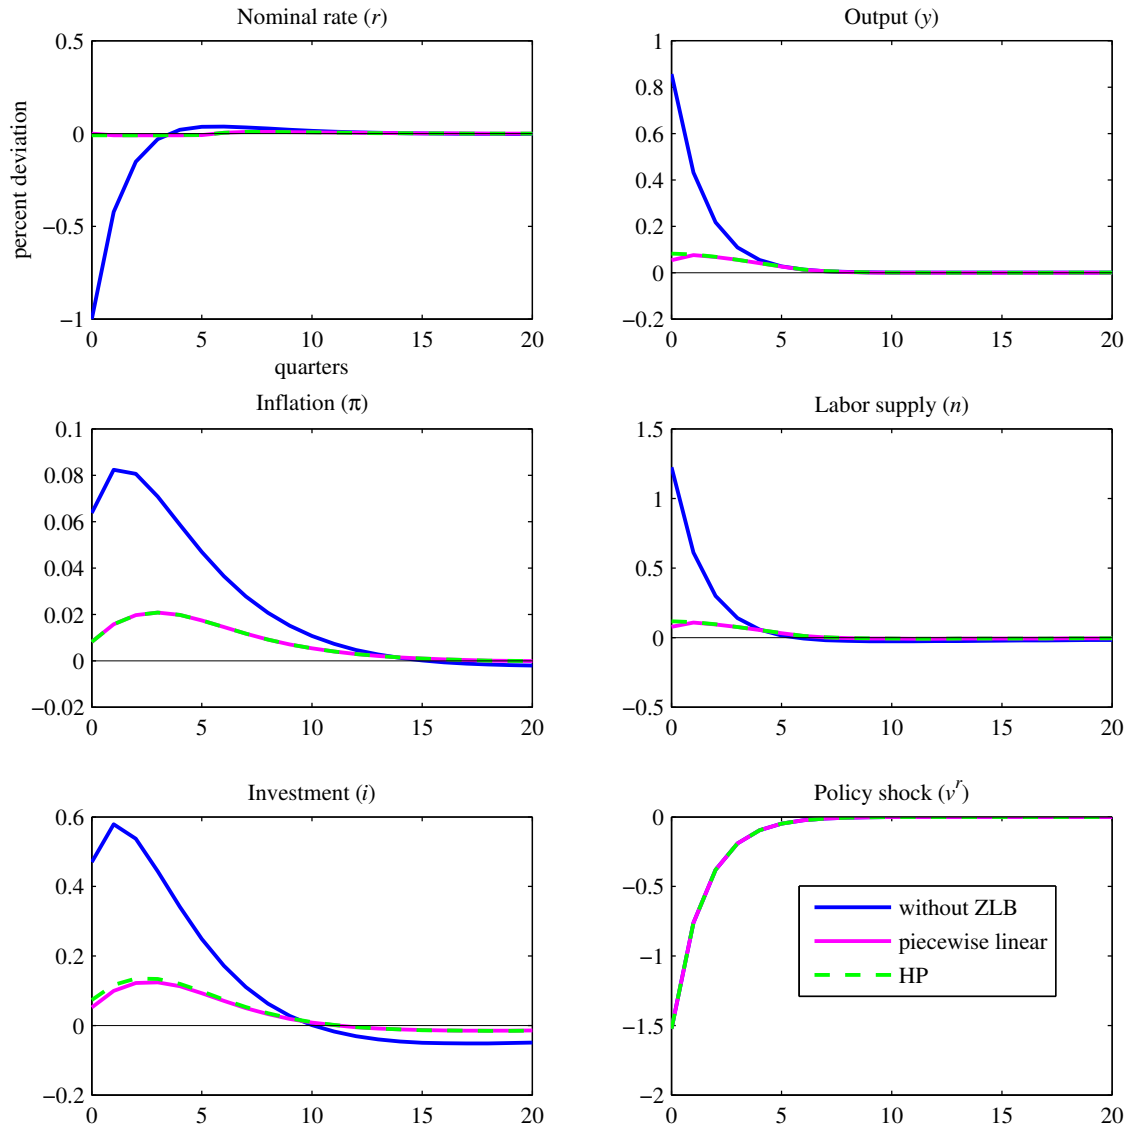 Nominal rate (r)
Output (y)
percent deviation
0.5
0
−0.5
−1
0 5 10 15 20
quarters
1
0.8
0.6
0.4
0.2
0
−0.2
0 5 10 15 20
Inflation (π)
Labor supply (n)
0.1
0.08
0.06
0.04
0.02
0
−0.02
0 5 10 15 20
1.5
1
0.5
0
−0.5
0 5 10 15 20
Investment (i)
Policy shock (v^r)
0.6
0.4
0.2
0
−0.2
0 5 10 15 20
0
−0.5
−1
−1.5
−2
0 5 10 15 20
without ZLB
piecewise linear
HP